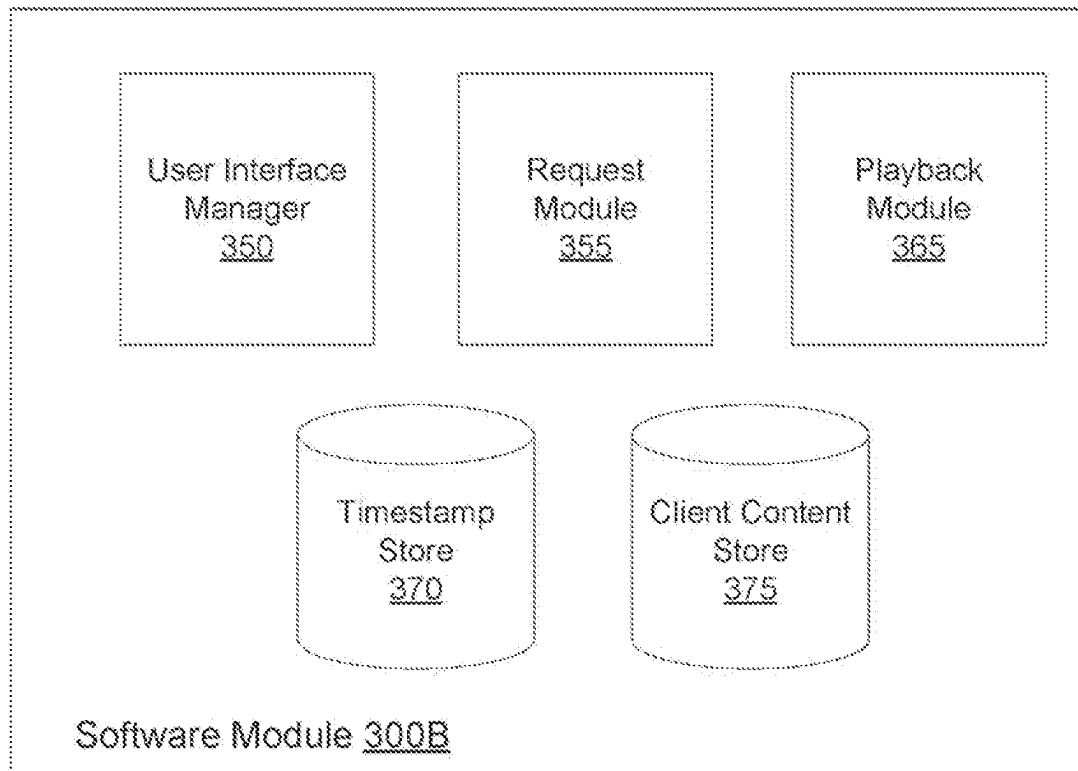 User Interface
Manager
350
Request
Module
355
Playback
Module
365
Timestamp
Store
370
Client Content
Store
375
Software Module 300B